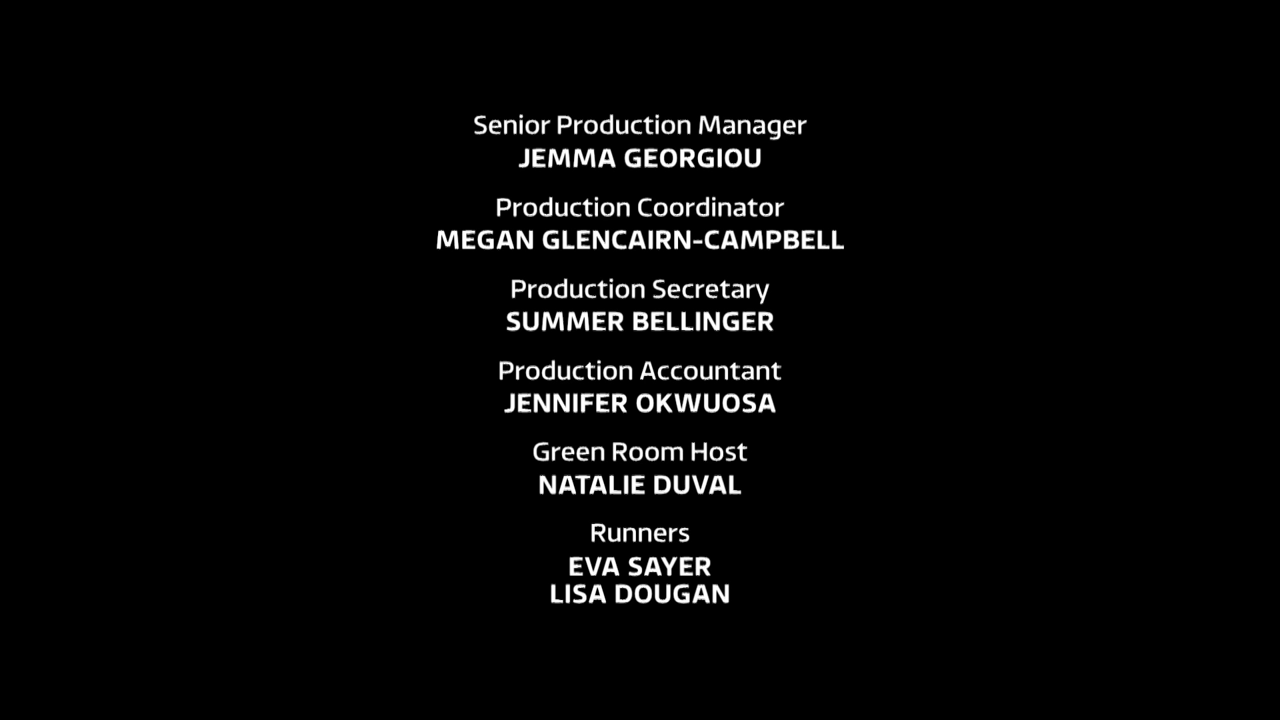 Senior Production Manager
JEMMA GEORGIOU
Production Coordinator
MEGAN GLENCAIRN-CAMPBELL
Production Secretary
SUMMER BELLINGER
Production Accountant
JENNIFER OKWUOSA
Green Room Host
NATALIE DUVAL
Runners
EVA SAYER
LISA DOUGAN